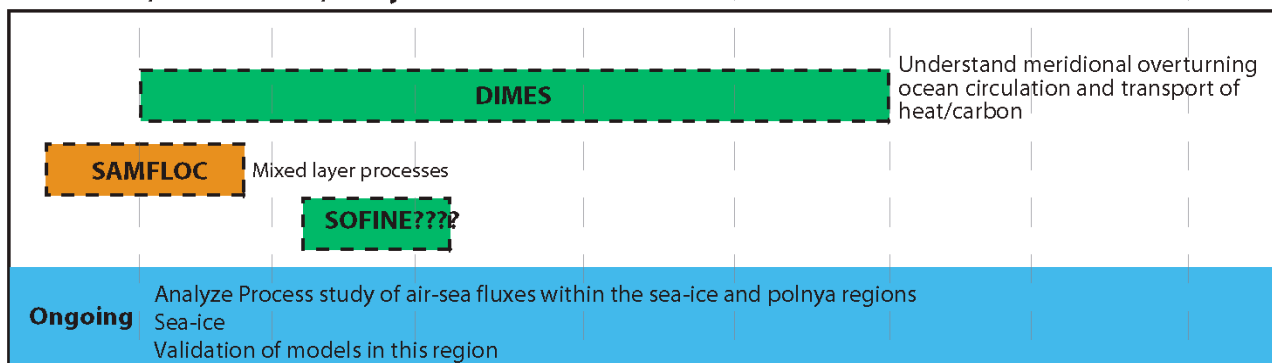 DIMES
Understand meridional overturning
ocean circulation and transport of
heat/carbon
SAMFLOC
Mixed layer processes
SOFINE????
Ongoing
Analyze Process study of air-sea fluxes within the sea-ice and polnya regions
Sea-ice
Validation of models in this region